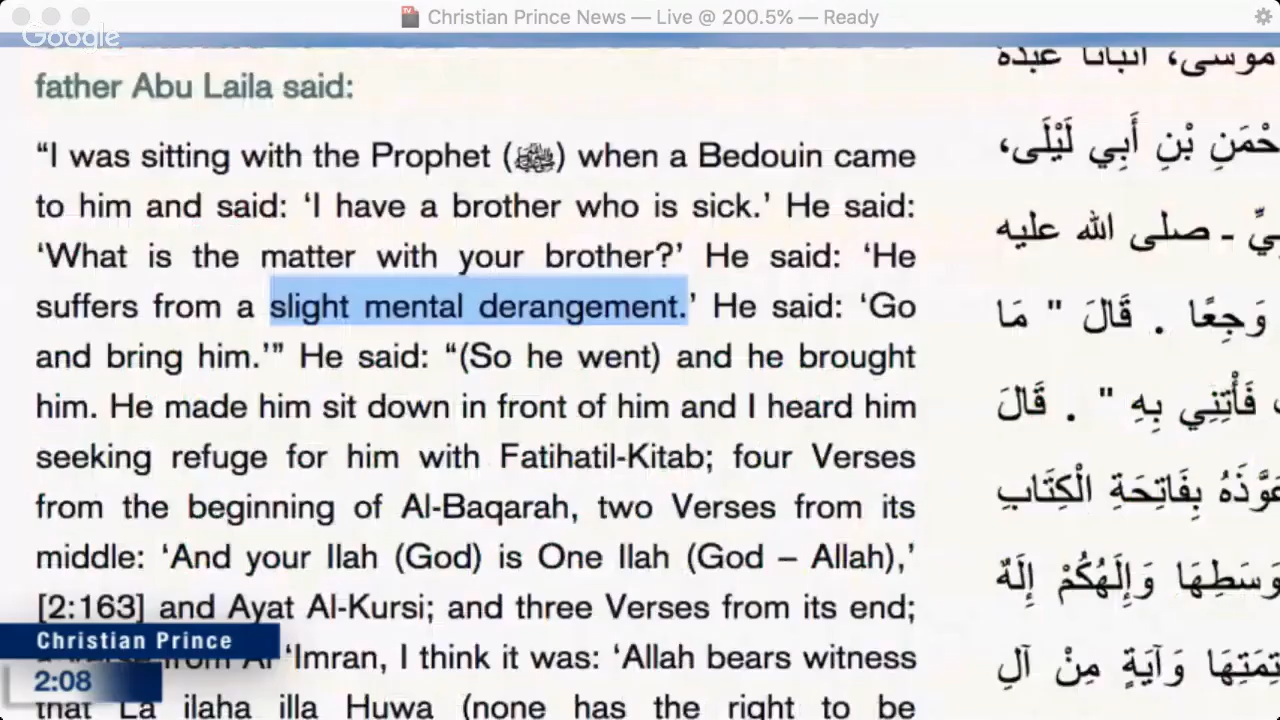 Christian Prince News — Live @ 200.5% — Ready
Google
father Abu Laila said:
“I was sitting with the Prophet (ﷺ) when a Bedouin came
to him and said: ‘I have a brother who is sick.’ He said:
‘What is the matter with your brother?’ He said: ‘He
suffers from a slight mental derangement.’ He said: ‘Go
and bring him.’” He said: “(So he went) and he brought
him. He made him sit down in front of him and I heard him
seeking refuge for him with Fatihatil-Kitab; four Verses
from the beginning of Al-Baqarah, two Verses from its
middle: ‘And your Ilah (God) is One Ilah (God – Allah),’
[2:163] and Ayat Al-Kursi; and three Verses from its end;
‘Imran, I think it was: ‘Allah bears witness
that La ilaha illa Huwa (none has the right to be
موسى، أنبأنا عبدة
حْمَنِ بْنِ أَبِي لَيْلَى،
صلى الله عليه
وَجِعًا . قَالَ " مَا
فَأْتِنِي بِهِ " . قَالَ
بِفَاتِحَةِ الْكِتَابِ
وَإِلَهُكُمْ إِلَهٌ
وَآيَةٍ مِنْ آلِ
Christian Prince
2:08